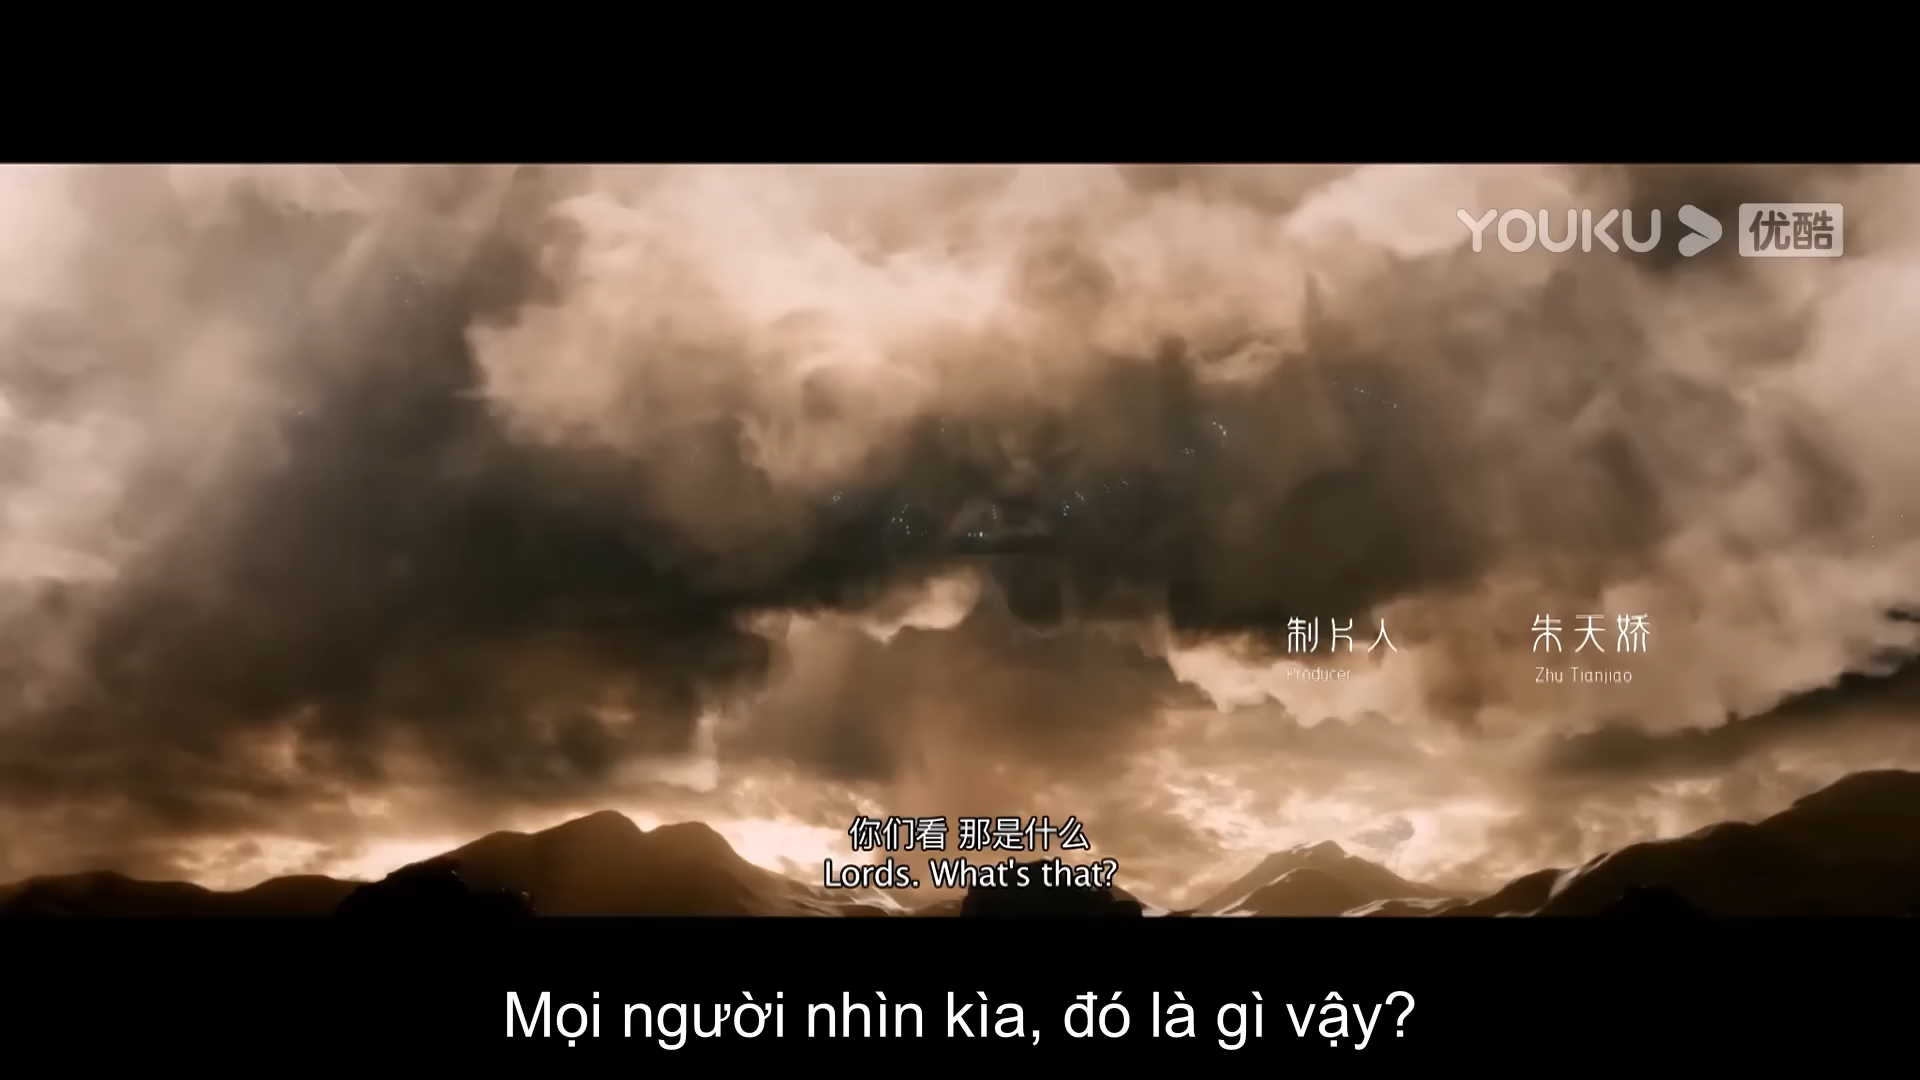 YOUKU 优酷
制片人 朱天娇
Producer Zhu Tianjiao
你们看 那是什么
Lords. What's that?
Mọi người nhìn kìa, đó là gì vậy?